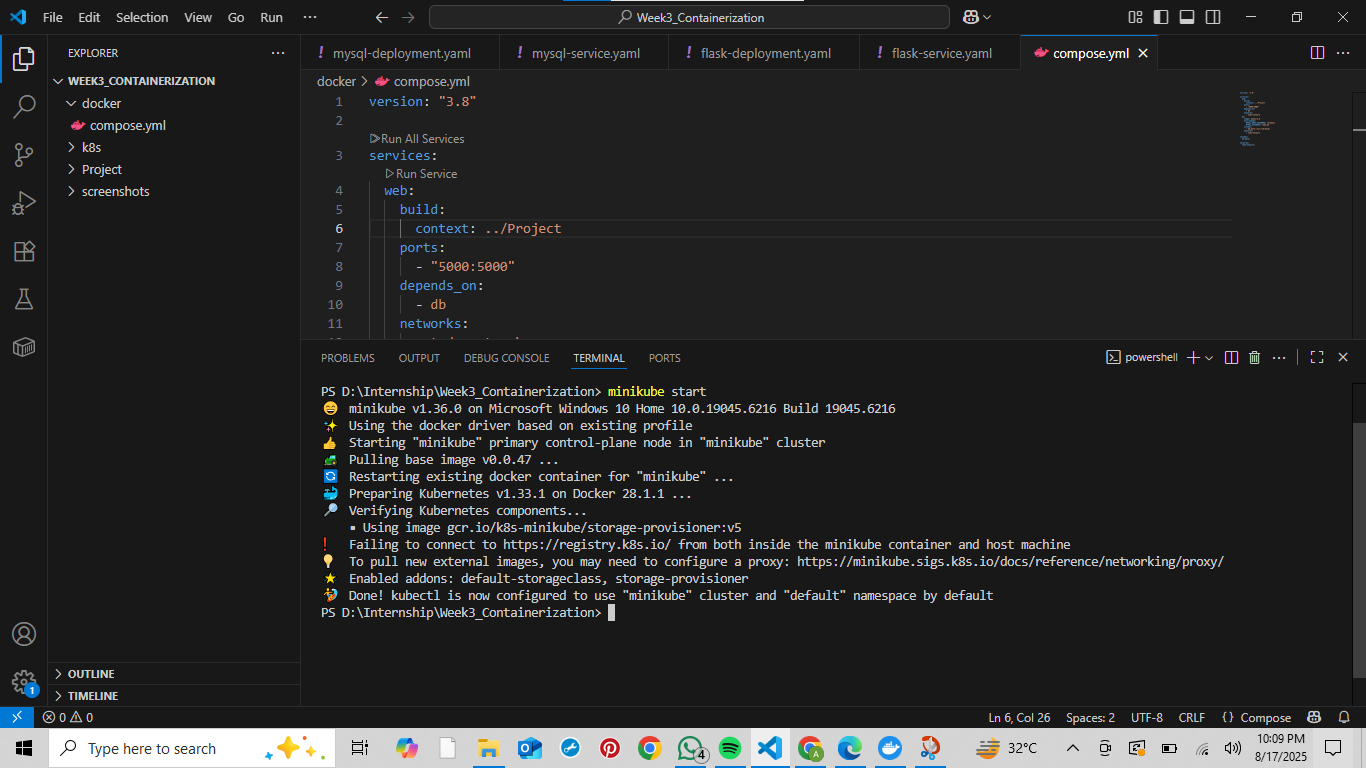 File Edit Selection View Go Run ··· Week3_Containerization
EXPLORER ···
WEEK3_CONTAINERIZATION
docker
compose.yml
k8s
Project
screenshots
OUTLINE
TIMELINE
! mysql-deployment.yaml ! mysql-service.yaml ! flask-deployment.yaml ! flask-service.yaml compose.yml
docker > compose.yml
1 version: "3.8"
2
Run All Services
3 services:
Run Service
4 web:
5 build:
6 context: ../Project
7 ports:
8 - "5000:5000"
9 depends_on:
10 - db
11 networks:
PROBLEMS OUTPUT DEBUG CONSOLE TERMINAL PORTS powershell
PS D:\Internship\Week3_Containerization> minikube start
minikube v1.36.0 on Microsoft Windows 10 Home 10.0.19045.6216 Build 19045.6216
Using the docker driver based on existing profile
Starting "minikube" primary control-plane node in "minikube" cluster
Pulling base image v0.0.47 ...
Restarting existing docker container for "minikube" ...
Preparing Kubernetes v1.33.1 on Docker 28.1.1 ...
Verifying Kubernetes components...
▪ Using image gcr.io/k8s-minikube/storage-provisioner:v5
Failing to connect to https://registry.k8s.io/ from both inside the minikube container and host machine
To pull new external images, you may need to configure a proxy: https://minikube.sigs.k8s.io/docs/reference/networking/proxy/
Enabled addons: default-storageclass, storage-provisioner
Done! kubectl is now configured to use "minikube" cluster and "default" namespace by default
PS D:\Internship\Week3_Containerization>
1
0 0 Ln 6, Col 26 Spaces: 2 UTF-8 CRLF {} Compose
Type here to search 4 A 32°C 10:09 PM
8/17/2025